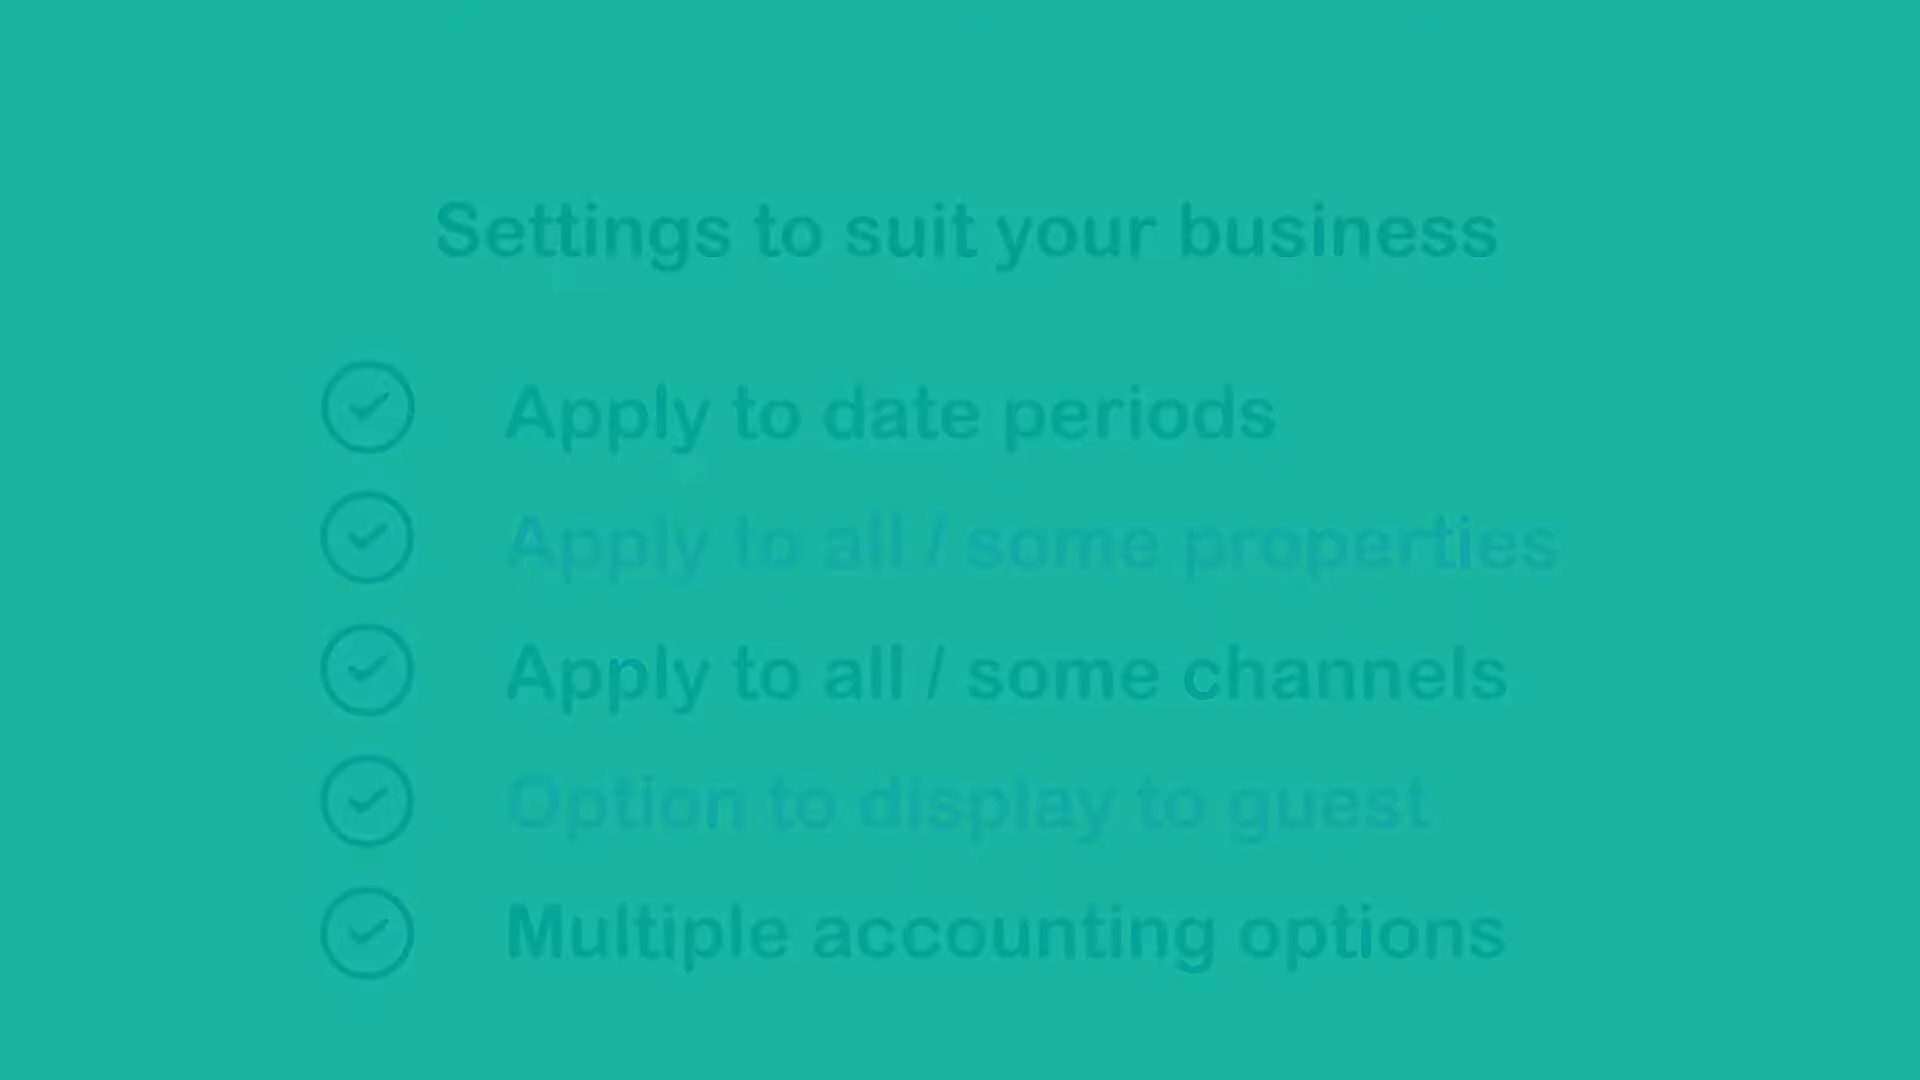 Settings to suit your business
Apply to date periods
Apply to all / some properties
Apply to all / some channels
Option to display to guest
Multiple accounting options